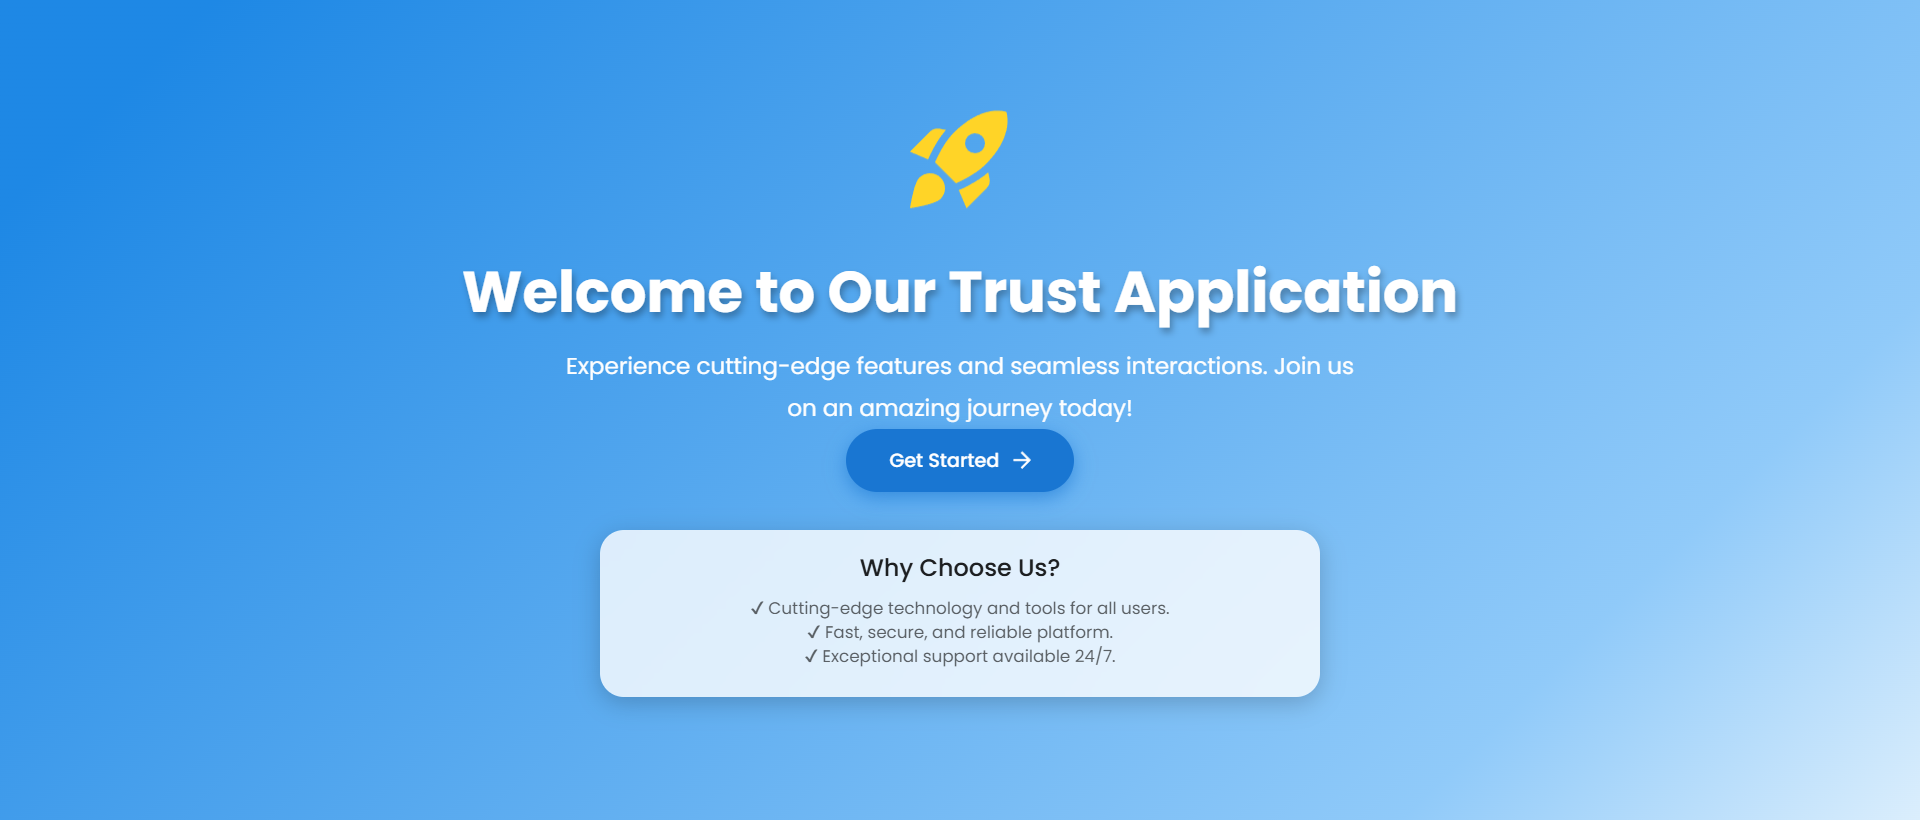 Welcome to Our Trust Application
Experience cutting-edge features and seamless interactions. Join us
on an amazing journey today!
Get Started →
Why Choose Us?
✓ Cutting-edge technology and tools for all users.
✓ Fast, secure, and reliable platform.
✓ Exceptional support available 24/7.